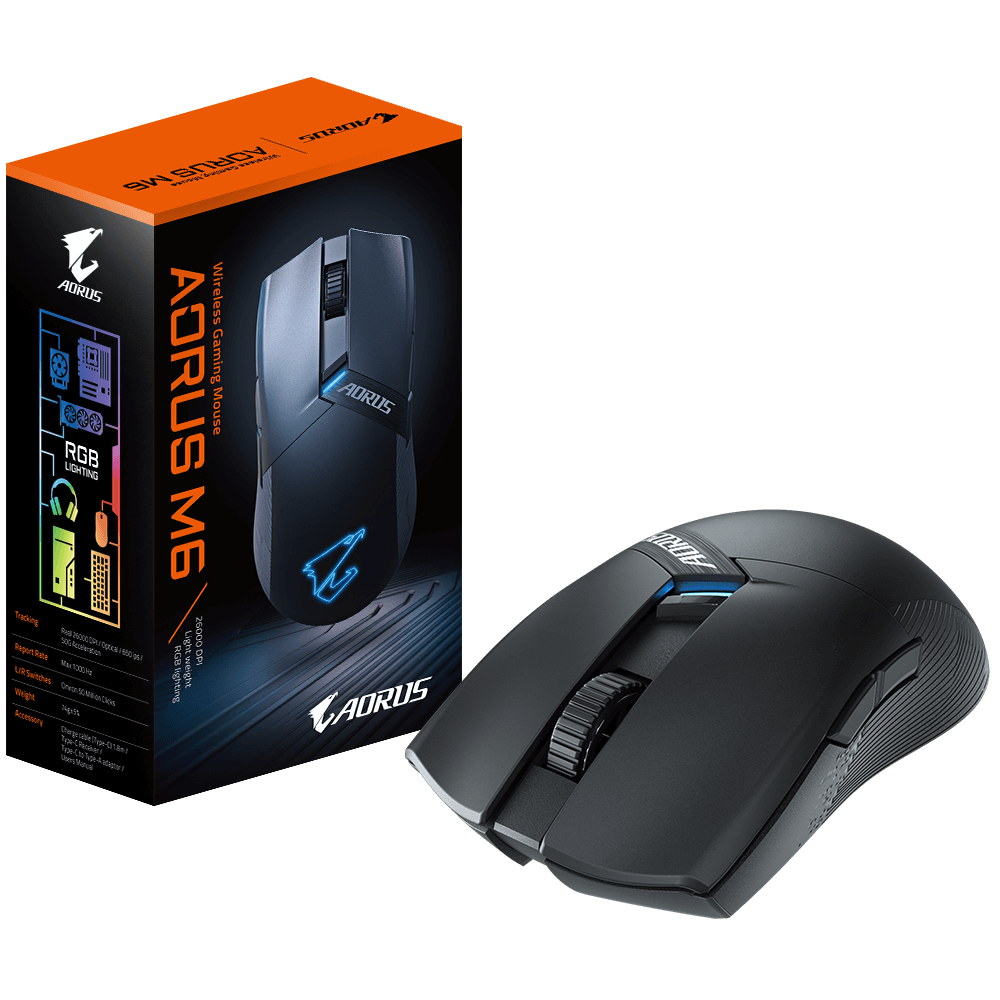 AORUS
Wireless Gaming Mouse
AORUS M6
AORUS
RGB
LIGHTING
Tracking
Real 26000 DPI / Optical / 650 ips /
50G Acceleration
Report Rate
Max 1000 Hz
L/R Switches
Omron 50 Million Clicks
Weight
74g±5%
Accessory
Charge cable (Type-C) 1.8m /
Type-C Receiver /
Type-C to Type-A adaptor /
Users Manual
Wireless Gaming Mouse
AORUS M6
26000 DPI
Light weight
RGB lighting
AORUS
AORUS
AORUS